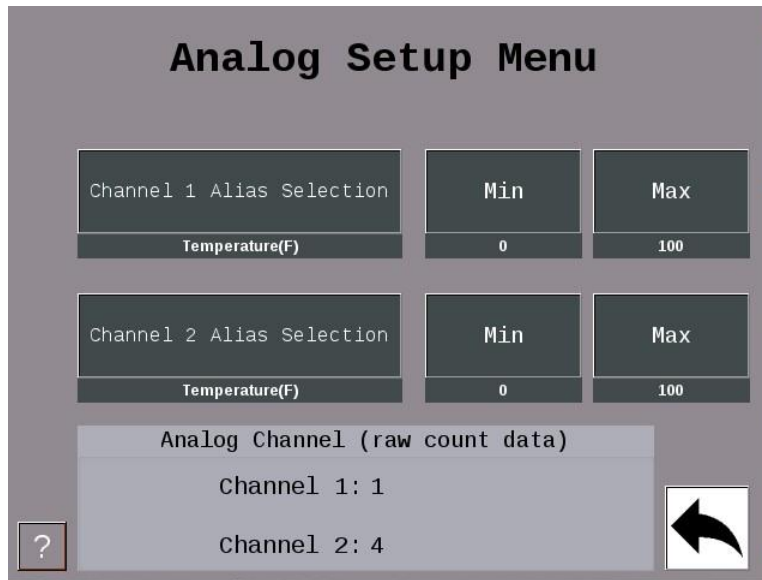 Analog Setup Menu
Channel 1 Alias Selection
Temperature(F)
Min
0
Max
100
Channel 2 Alias Selection
Temperature(F)
Min
0
Max
100
Analog Channel (raw count data)
Channel 1: 1
Channel 2: 4
?